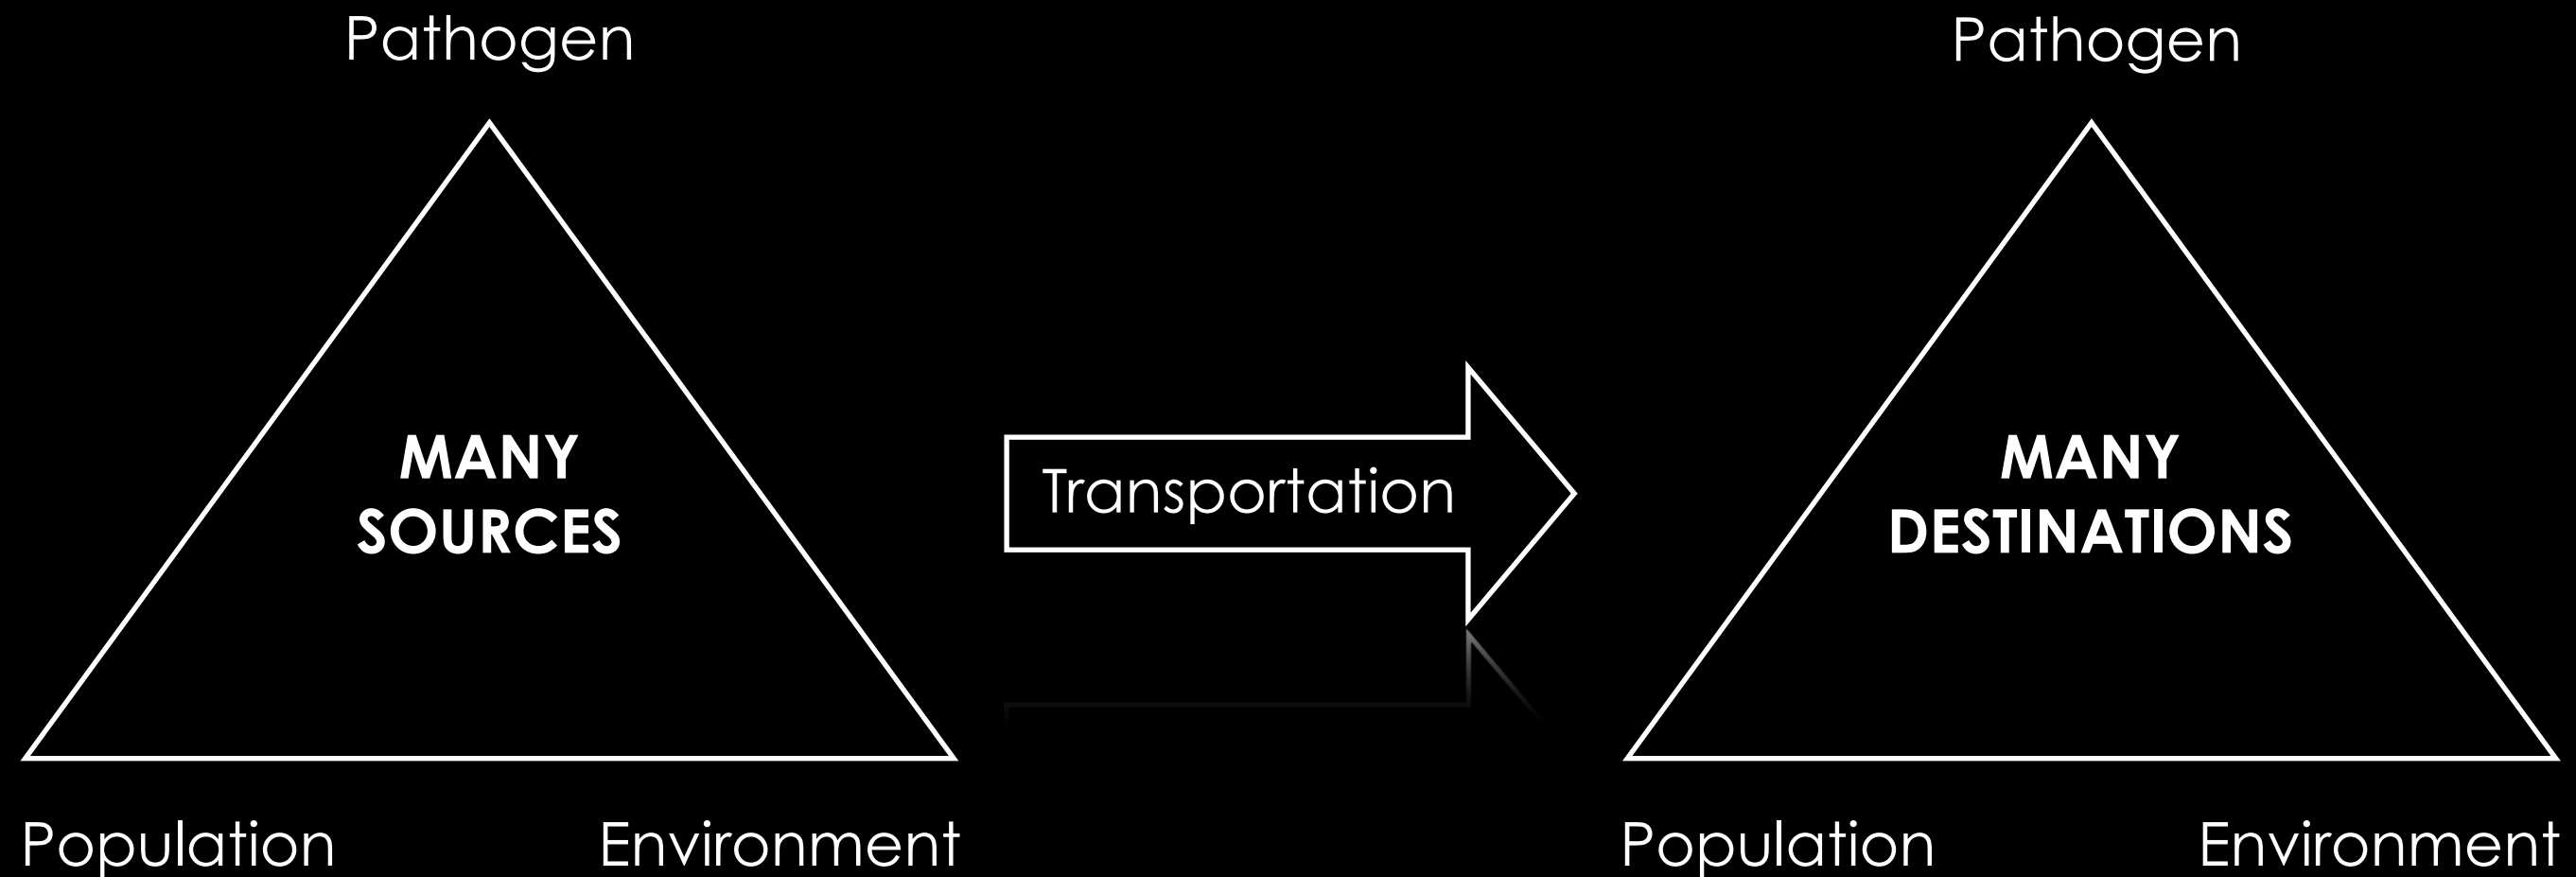 Pathogen
Pathogen
MANY
SOURCES
Transportation
MANY
DESTINATIONS
Population
Environment
Population
Environment